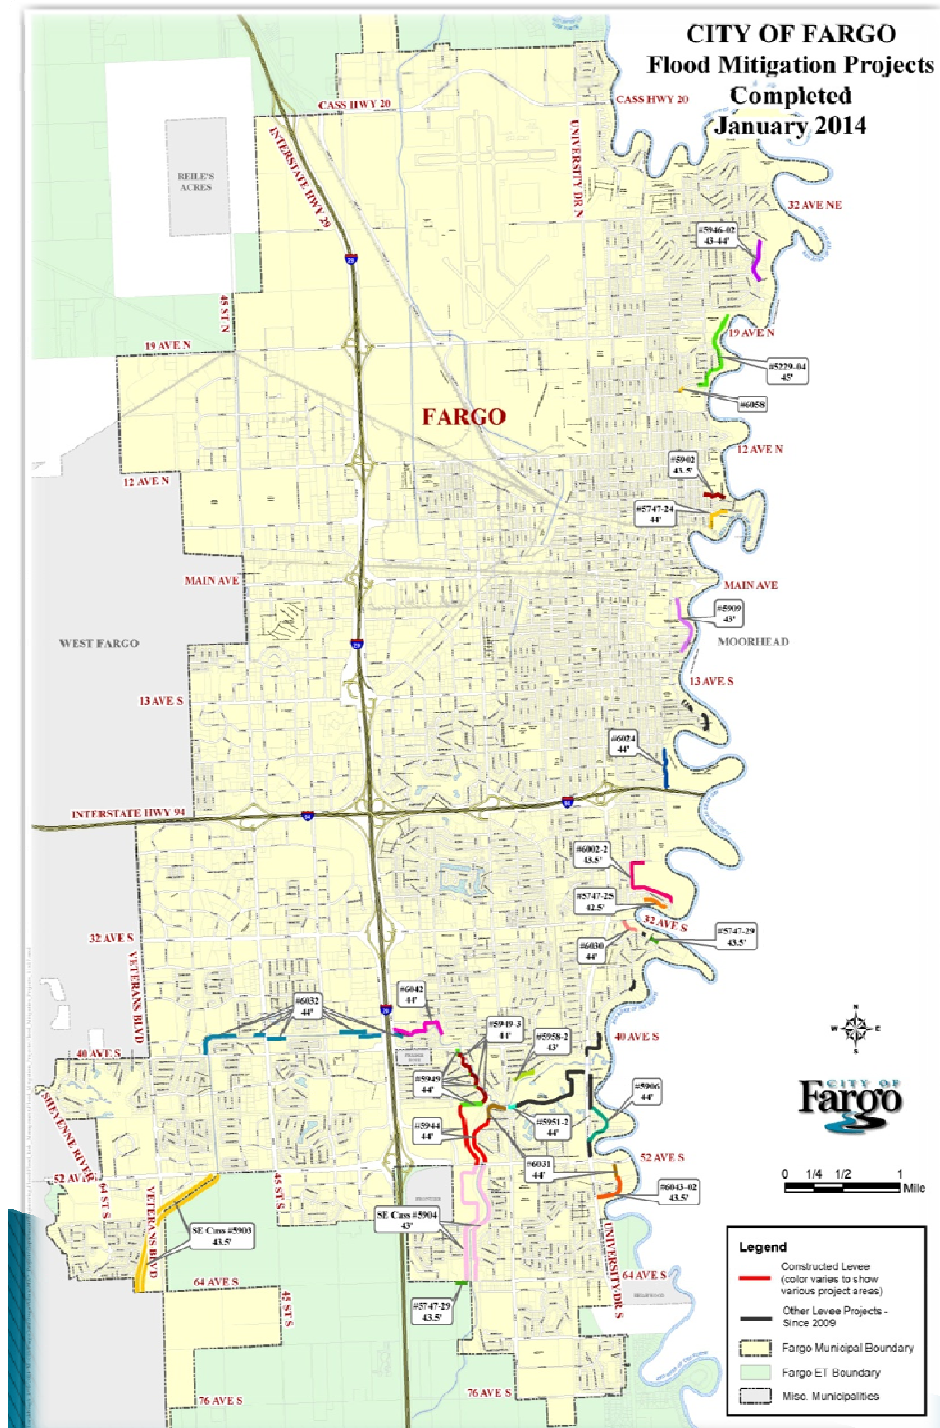 CITY OF FARGO
Flood Mitigation Projects
Completed
January 2014
CASS HWY 20
CASS HWY 20
INTERSTATE HWY 29
UNIVERSITY DR N
REILE'S
ACRES
32 AVE NE
#5946-02
43-44'
29
45 ST N
19 AVE N
19 AVE N
#5229-04
45'
#6058
FARGO
12 AVE N
12 AVE N
#5902
43.5'
#5747-24
44'
MAIN AVE
MAIN AVE
#5909
43'
WEST FARGO
29
MOORHEAD
13 AVE S
13 AVE S
#6024
44'
INTERSTATE HWY 94
94
94
#6002-2
43.5'
#5747-25
42.5'
32 AVE S
32 AVE S
#5747-29
43.5'
#6030
44'
VETERANS BLVD
#6032
44'
#6042
44'
29
#5949-3
44'
#5958-2
43'
40 AVE S
40 AVE S
#5949
44'
#5906
44'
SHEYENNE RIVER
#5944
44'
#5951-2
44'
#6031
44'
52 AVE S
52 AVE S
64 ST S
VETERANS BLVD
45 ST S
#6043-02
43.5'
SE Cass #5903
43.5'
SE Cass #5904
43'
UNIVERSITY DR S
64 AVE S
64 AVE S
#5747-29
43.5'
45 ST S
76 AVE S
76 AVE S
N
W
E
S
CITY OF
Fargo
0 1/4 1/2 1
Mile
Legend
Constructed Levee
(color varies to show
various project areas)
Other Levee Projects -
Since 2009
Fargo Municipal Boundary
Fargo ET Boundary
Misc. Municipalities